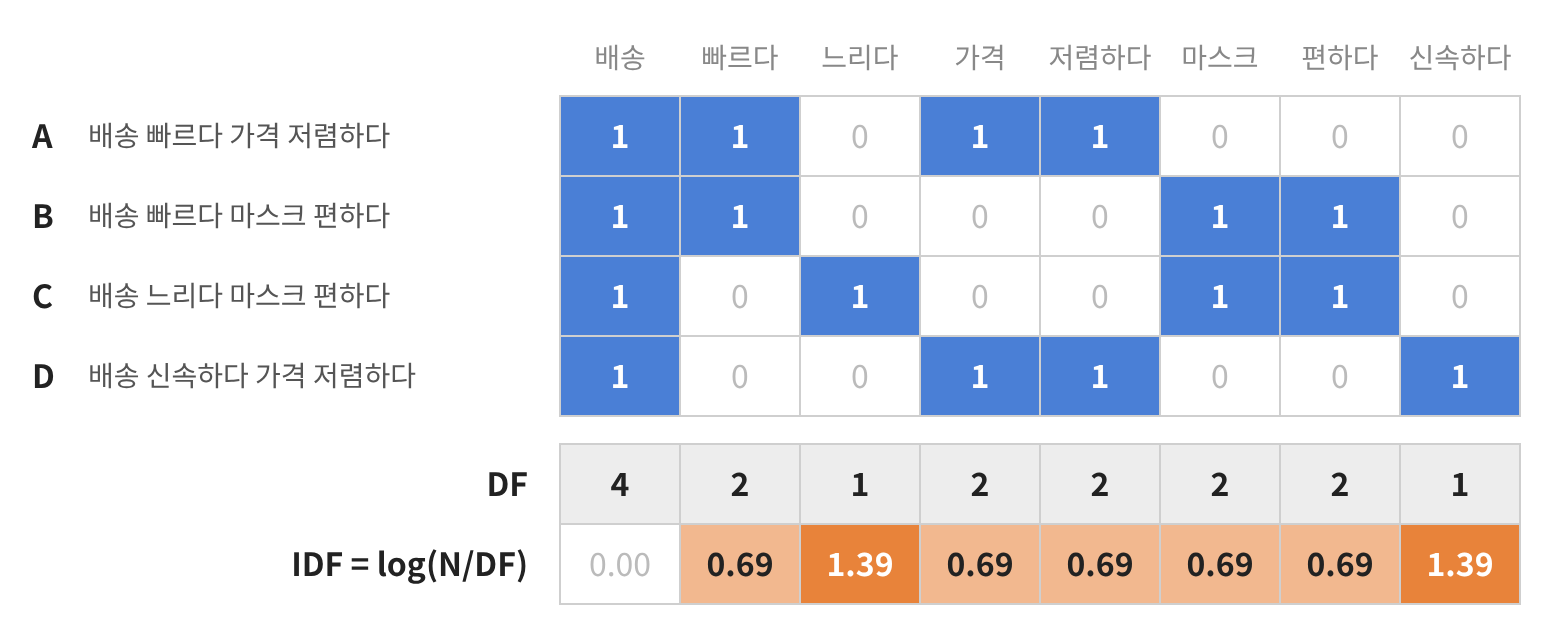 배송 빠르다 느리다 가격 저렴하다 마스크 편하다 신속하다
A 배송 빠르다 가격 저렴하다 1 1 0 1 1 0 0 0
B 배송 빠르다 마스크 편하다 1 1 0 0 0 1 1 0
C 배송 느리다 마스크 편하다 1 0 1 0 0 1 1 0
D 배송 신속하다 가격 저렴하다 1 0 0 1 1 0 0 1
DF 4 2 1 2 2 2 2 1
IDF = log(N/DF) 0.00 0.69 1.39 0.69 0.69 0.69 0.69 1.39